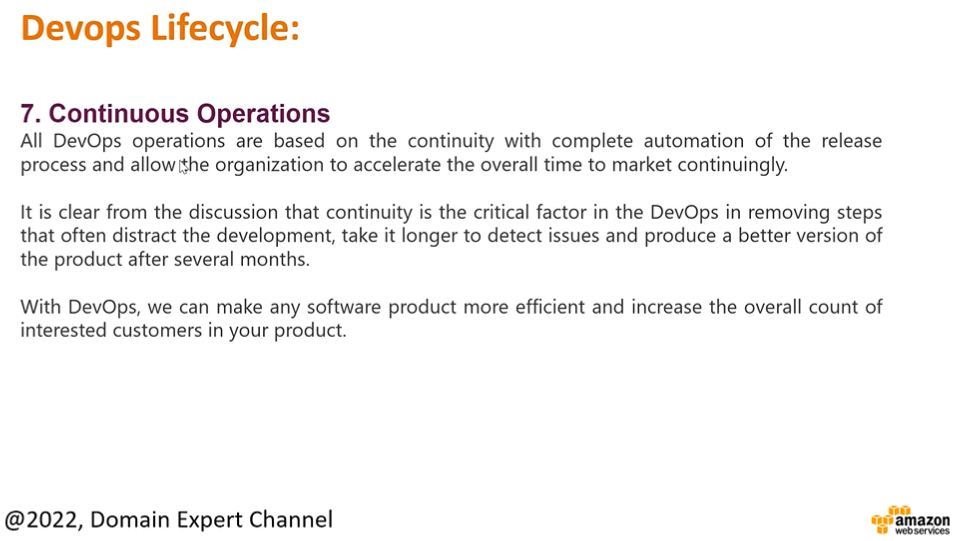 Devops Lifecycle:
7. Continuous Operations
All DevOps operations are based on the continuity with complete automation of the release
process and allow the organization to accelerate the overall time to market continuingly.
It is clear from the discussion that continuity is the critical factor in the DevOps in removing steps
that often distract the development, take it longer to detect issues and produce a better version of
the product after several months.
With DevOps, we can make any software product more efficient and increase the overall count of
interested customers in your product.
@2022, Domain Expert Channel
amazon
web services